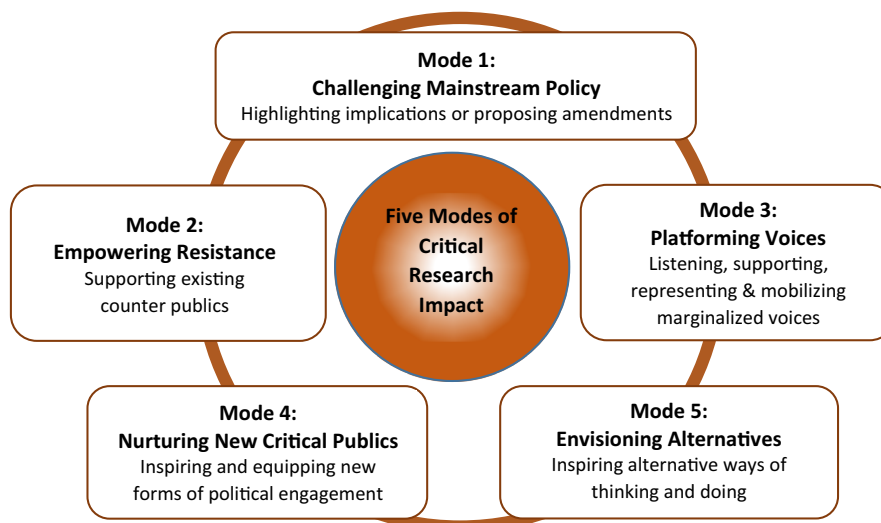 Mode 1:
Challenging Mainstream Policy
Highlighting implications or proposing amendments
Five Modes of
Critical
Research
Impact
Mode 2:
Empowering Resistance
Supporting existing
counter publics
Mode 3:
Platforming Voices
Listening, supporting,
representing & mobilizing
marginalized voices
Mode 4:
Nurturing New Critical Publics
Inspiring and equipping new
forms of political engagement
Mode 5:
Envisioning Alternatives
Inspiring alternative ways of
thinking and doing